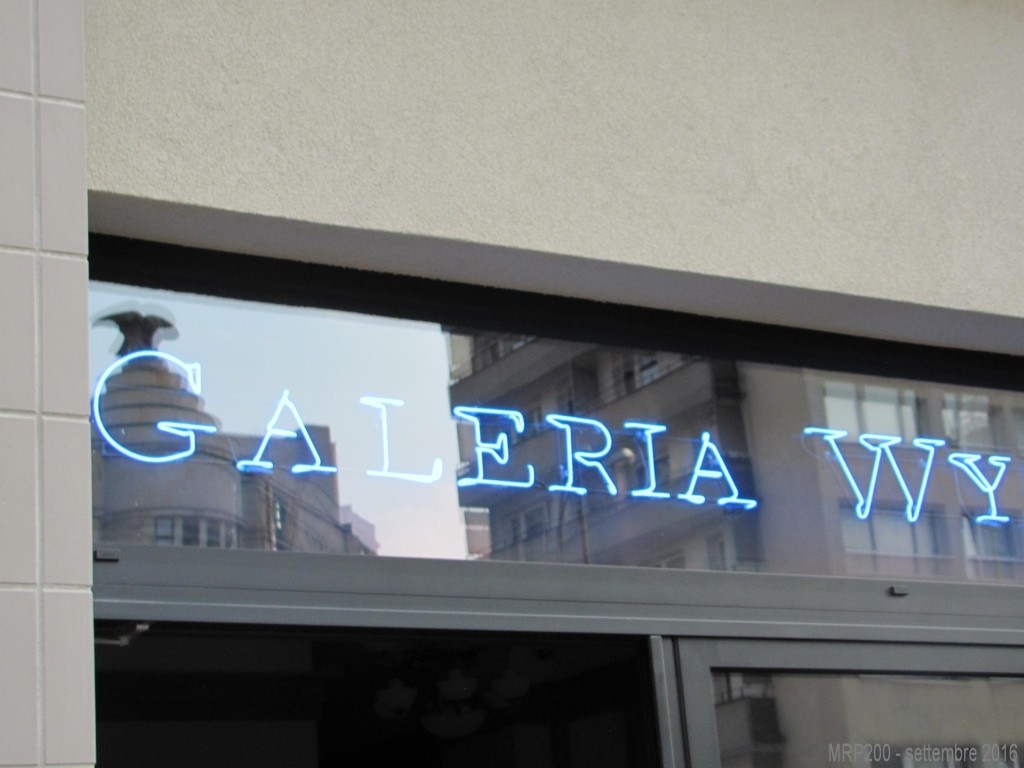 GALERIA WY
MRP200 - settembre 2016